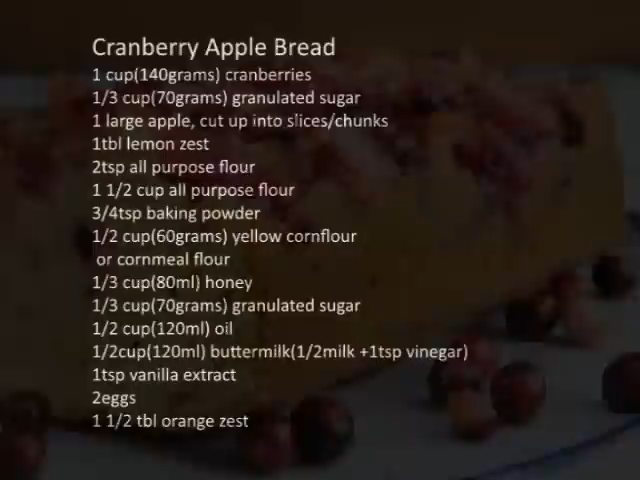 Cranberry Apple Bread
1 cup(140grams) cranberries
1/3 cup(70grams) granulated sugar
1 large apple, cut up into slices/chunks
1tbl lemon zest
2tsp all purpose flour
1 1/2 cup all purpose flour
3/4tsp baking powder
1/2 cup(60grams) yellow cornflour
or cornmeal flour
1/3 cup(80ml) honey
1/3 cup(70grams) granulated sugar
1/2 cup(120ml) oil
1/2cup(120ml) buttermilk(1/2milk +1tsp vinegar)
1tsp vanilla extract
2eggs
1 1/2 tbl orange zest